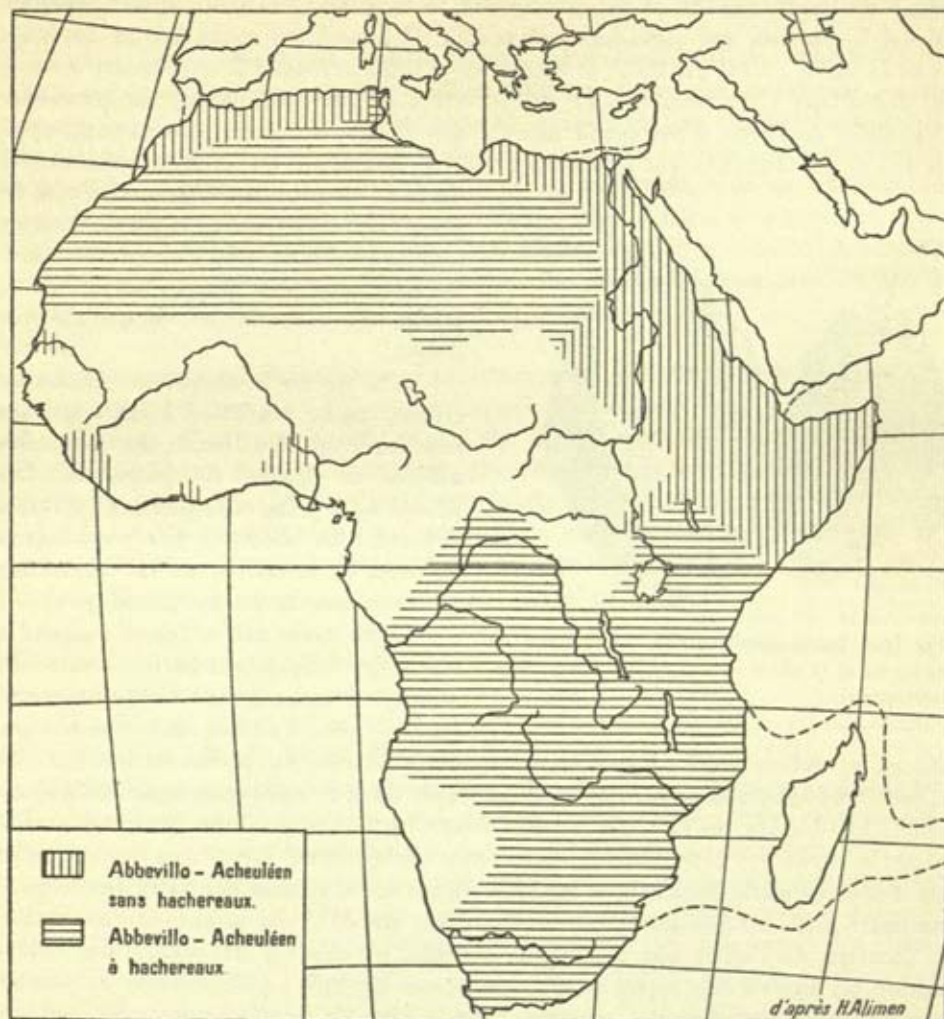 Abbevillo - Acheuléen
sans hachereaux.
Abbevillo - Acheuléen
à hachereaux.
d'après H.Alimen